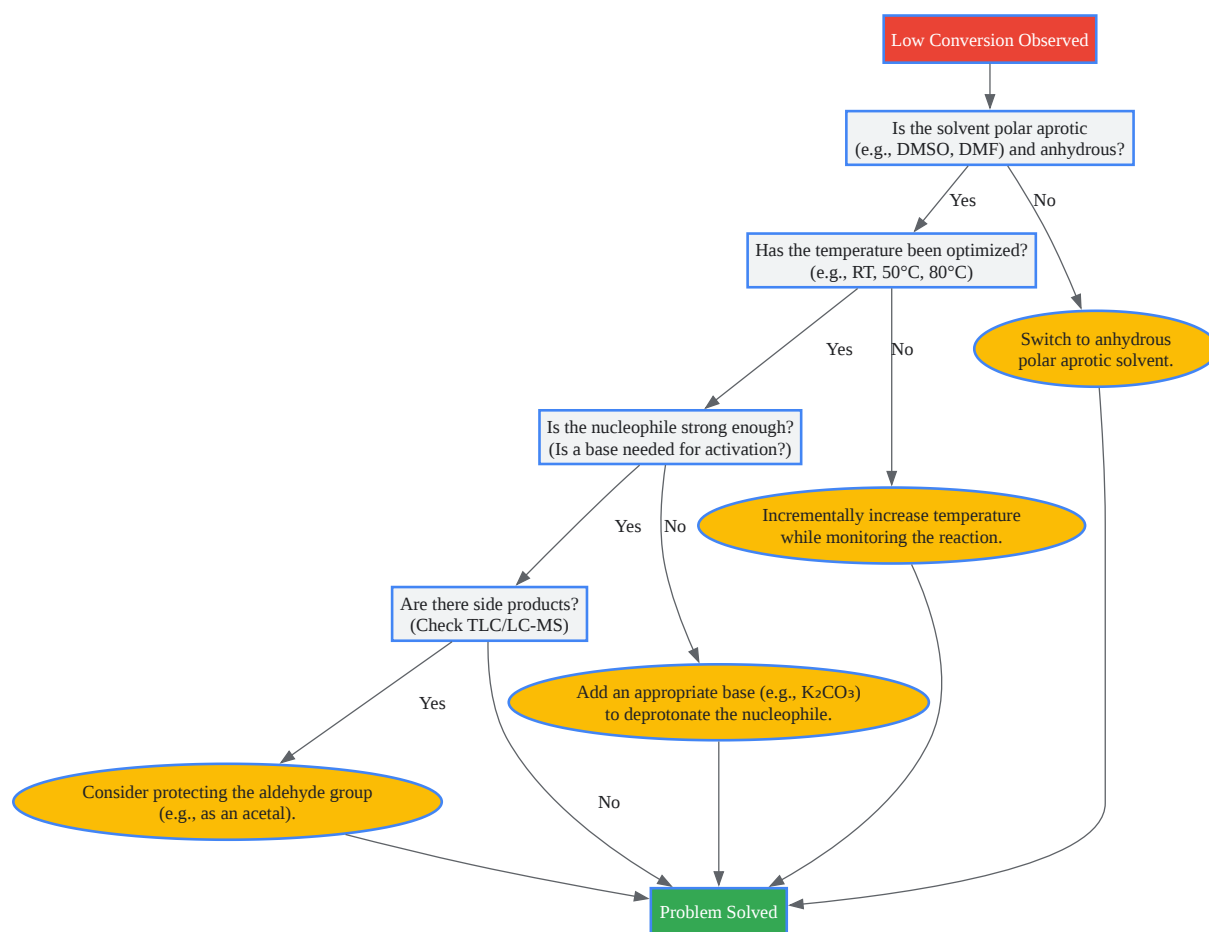 Low Conversion Observed
Is the solvent polar aprotic
(e.g., DMSO, DMF) and anhydrous?
Yes
No
Has the temperature been optimized?
(e.g., RT, 50°C, 80°C)
Switch to anhydrous
polar aprotic solvent.
Yes
No
Is the nucleophile strong enough?
(Is a base needed for activation?)
Incrementally increase temperature
while monitoring the reaction.
Yes
No
Are there side products?
(Check TLC/LC-MS)
Add an appropriate base (e.g., K₂CO₃)
to deprotonate the nucleophile.
Yes
No
Consider protecting the aldehyde group
(e.g., as an acetal).
Problem Solved